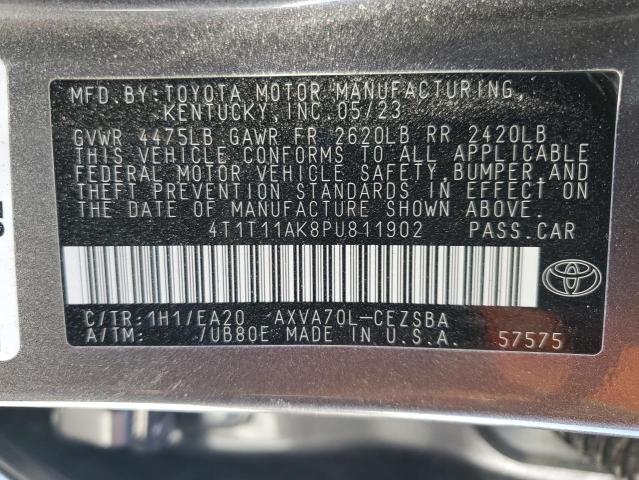 MFD. BY: TOYOTA MOTOR MANUFACTURING,
KENTUCKY, INC. 05/23
GVWR 4475LB GAWR FR 2620LB RR 2420LB
THIS VEHICLE CONFORMS TO ALL APPLICABLE
FEDERAL MOTOR VEHICLE SAFETY, BUMPER, AND
THEFT PREVENTION STANDARDS IN EFFECT ON
THE DATE OF MANUFACTURE SHOWN ABOVE.
4T1T11AK8PU811902 PASS.CAR
C/TR: 1H1/EA20 AXVA70L-CEZSBA
A/TM: /UB80E MADE IN U.S.A. 57575